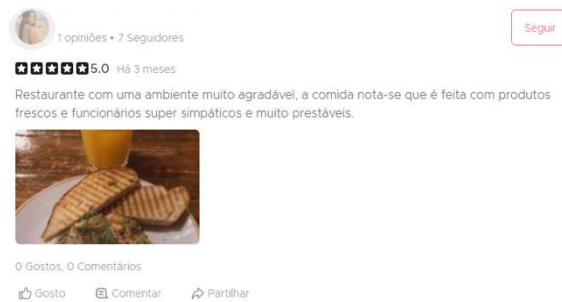 1 opiniões • 7 Seguidores
Seguir
5.0 Há 3 meses
Restaurante com uma ambiente muito agradável, a comida nota-se que é feita com produtos
frescos e funcionários super simpáticos e muito prestáveis.
0 Gostos, 0 Comentários
Gosto Comentar Partilhar